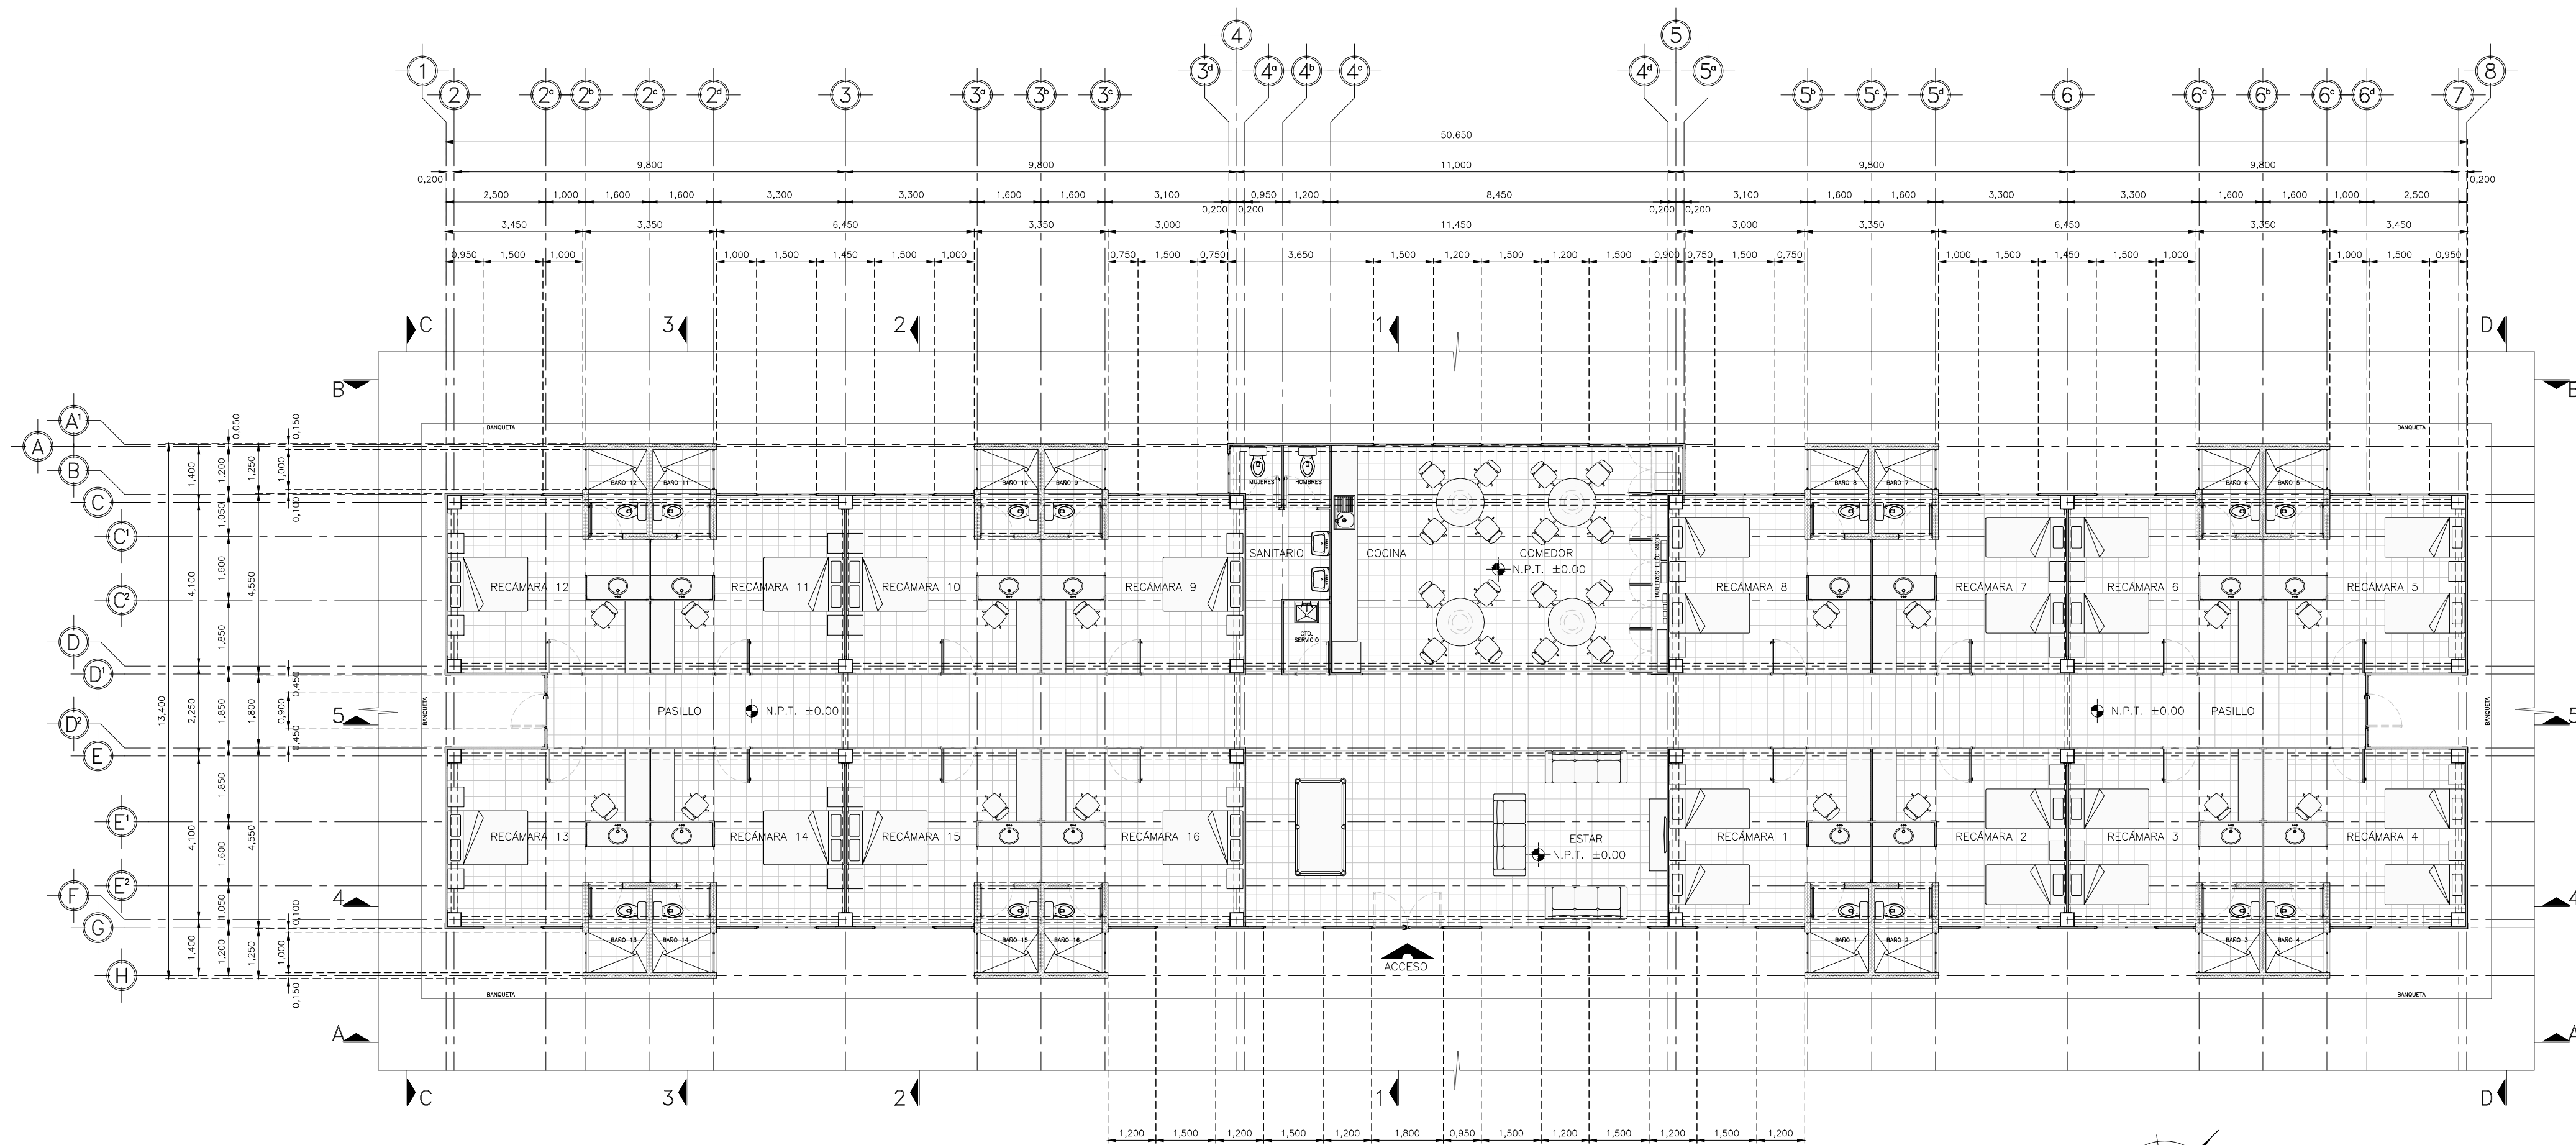 4 5
1 3ᵈ 4ᵃ 4ᵇ 4ᶜ 4ᵈ 5ᵃ 8
2 2ᵃ 2ᵇ 2ᶜ 2ᵈ 3 3ᵃ 3ᵇ 3ᶜ 5ᵇ 5ᶜ 5ᵈ 6 6ᵃ 6ᵇ 6ᶜ 6ᵈ 7
50,650
9,800 9,800 11,000 9,800 9,800
0,200 0,200
2,500 1,000 1,600 1,600 3,300 3,300 1,600 1,600 3,100 0,950 1,200 8,450 3,100 1,600 1,600 3,300 3,300 1,600 1,600 1,000 2,500
0,200 0,200 0,200 0,200
3,450 3,350 6,450 3,350 3,000 11,450 3,000 3,350 6,450 3,350 3,450
0,950 1,500 1,000 1,000 1,500 1,450 1,500 1,000 0,750 1,500 0,750 3,650 1,500 1,200 1,500 1,200 1,500 0,900 0,750 1,500 0,750 1,000 1,500 1,450 1,500 1,000 1,000 1,500 0,950
C 3 2 1 D
B B
A¹
A
B
C
C¹
C²
D
D¹
D²
E
E¹
E²
F
G
H
13,400
1,400 4,100 2,250 4,100 1,400
0,050 1,200 1,050 1,600 1,850 1,850 1,850 1,600 1,050 1,200
1,250 4,550 1,800 4,550 1,250
0,150 1,000 0,100 0,450 0,900 0,450 0,100 1,000 0,150
BANQUETA BANQUETA
BAÑO 12 BAÑO 11 BAÑO 10 BAÑO 9 MUJERES HOMBRES BAÑO 8 BAÑO 7 BAÑO 6 BAÑO 5
SANITARIO COCINA COMEDOR
N.P.T. ±0.00
TABLEROS ELÉCTRICOS
RECÁMARA 12 RECÁMARA 11 RECÁMARA 10 RECÁMARA 9 RECÁMARA 8 RECÁMARA 7 RECÁMARA 6 RECÁMARA 5
CTO.
SERVICIO
5 BANQUETA PASILLO N.P.T. ±0.00 N.P.T. ±0.00 PASILLO BANQUETA 5
RECÁMARA 13 RECÁMARA 14 RECÁMARA 15 RECÁMARA 16 ESTAR RECÁMARA 1 RECÁMARA 2 RECÁMARA 3 RECÁMARA 4
N.P.T. ±0.00
4 4
BAÑO 13 BAÑO 14 BAÑO 15 BAÑO 16 BAÑO 1 BAÑO 2 BAÑO 3 BAÑO 4
ACCESO
BANQUETA BANQUETA
A A
C 3 2 1 D
1,200 1,500 1,200 1,500 1,200 1,800 0,950 1,500 1,200 1,500 1,200 1,500 1,200